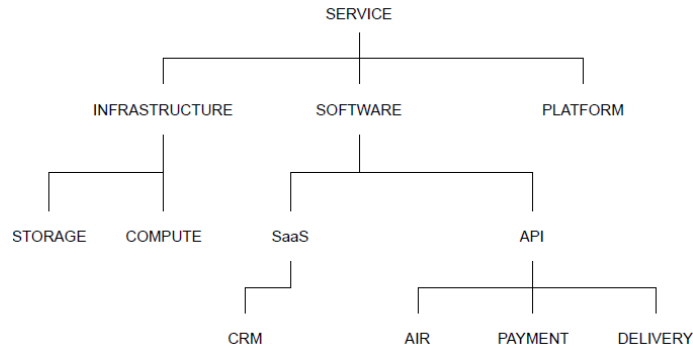 SERVICE
INFRASTRUCTURE SOFTWARE PLATFORM
STORAGE COMPUTE SaaS API
CRM AIR PAYMENT DELIVERY